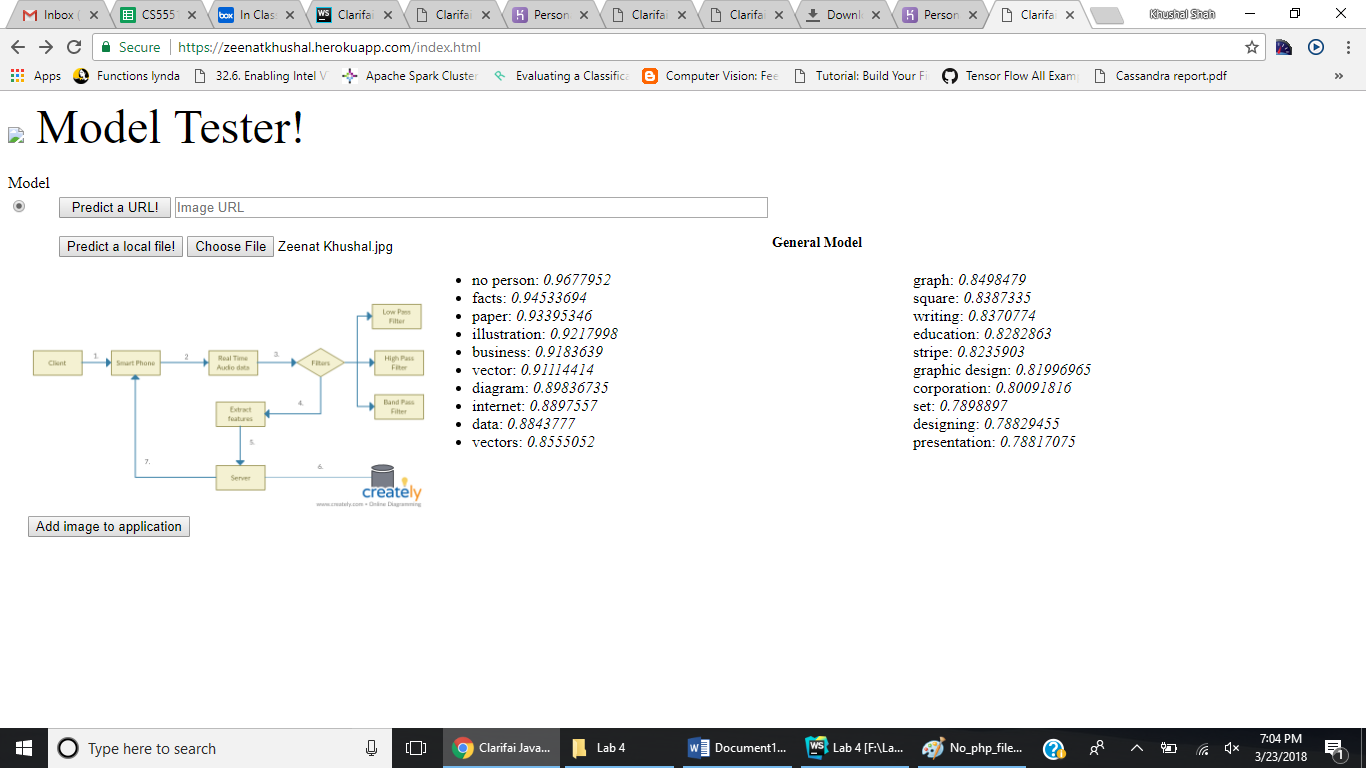 Inbox (
CS555
In Clas
Clarifai
Clarifai
Person
Clarifai
Clarifai
Downl
Person
Clarifai
Khushal Shah
Secure
https://zeenatkhushal.herokuapp.com/index.html
Apps
Functions lynda
32.6. Enabling Intel V
Apache Spark Cluster
Evaluating a Classifica
Computer Vision: Fee
Tutorial: Build Your Fi
Tensor Flow All Exam
Cassandra report.pdf
»
Model Tester!
Model
Predict a URL!
Image URL
Predict a local file!
Choose File
Zeenat Khushal.jpg
General Model
no person: 0.9677952
facts: 0.94533694
paper: 0.93395346
illustration: 0.9217998
business: 0.9183639
vector: 0.91114414
diagram: 0.89836735
internet: 0.8897557
data: 0.8843777
vectors: 0.8555052
graph: 0.8498479
square: 0.8387335
writing: 0.8370774
education: 0.8282863
stripe: 0.8235903
graphic design: 0.81996965
corporation: 0.80091816
set: 0.7898897
designing: 0.78829455
presentation: 0.78817075
Client
1.
Smart Phone
2
Real Time
Audio data
3.
Filters
Low Pass
Filter
High Pass
Filter
Band Pass
Filter
4.
Extract
features
5.
Server
6.
7.
creately
www.creately.com • Online Diagramming
Add image to application
Type here to search
Clarifai Java...
Lab 4
Document1...
Lab 4 [F:\La...
No_php_file...
7:04 PM
3/23/2018
1